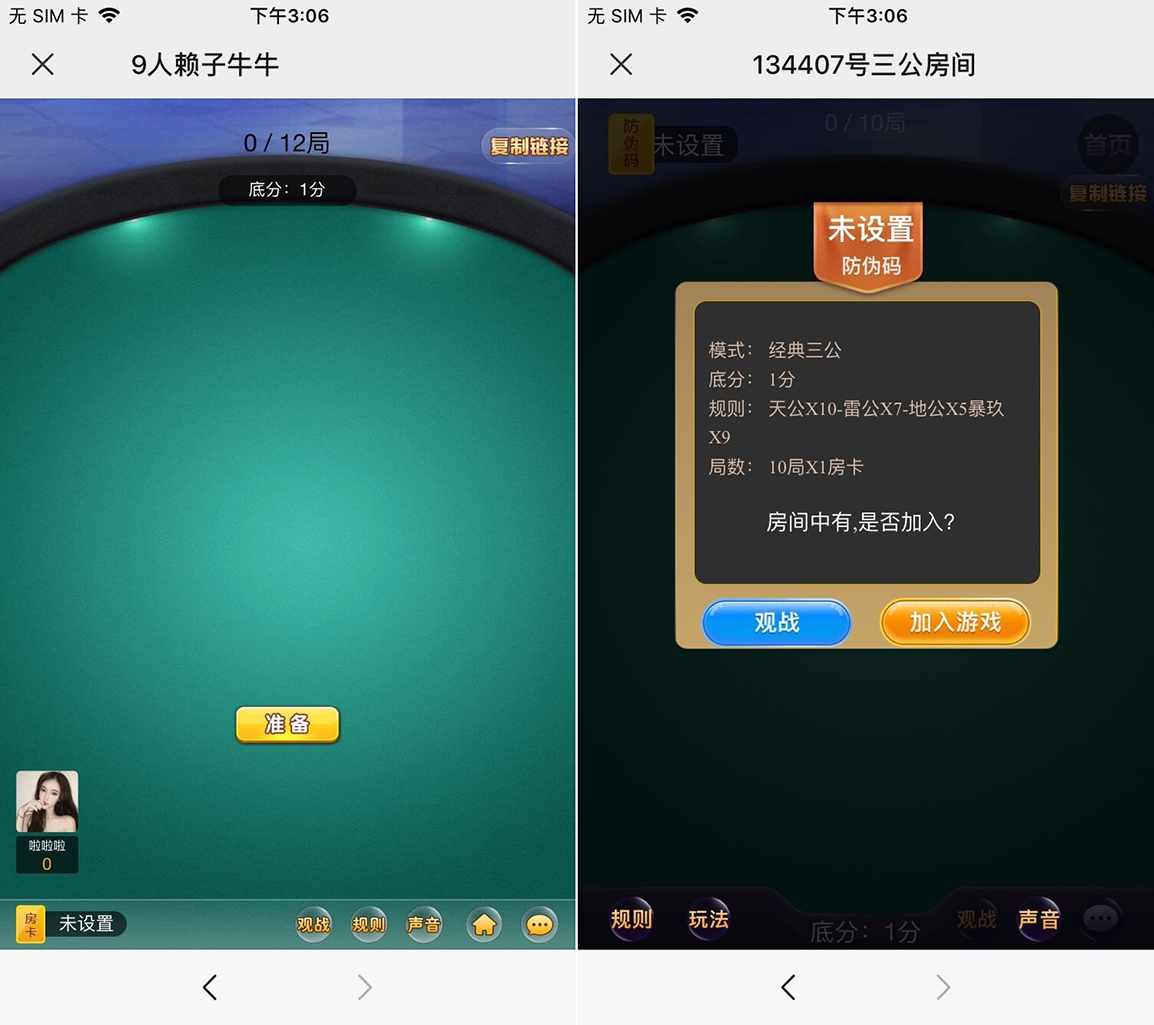 无 SIM 卡
下午3:06
9人赖子牛牛
0 / 12局
复制链接
底分：1分
准备
啦啦啦
0
房卡
未设置
观战
规则
声音
无 SIM 卡
下午3:06
134407号三公房间
防伪码
未设置
0 / 10局
首页
复制链接
未设置
防伪码
模式： 经典三公
底分： 1分
规则： 天公X10-雷公X7-地公X5暴玖
X9
局数： 10局X1房卡
房间中有,是否加入?
观战
加入游戏
规则
玩法
底分：1分
观战
声音